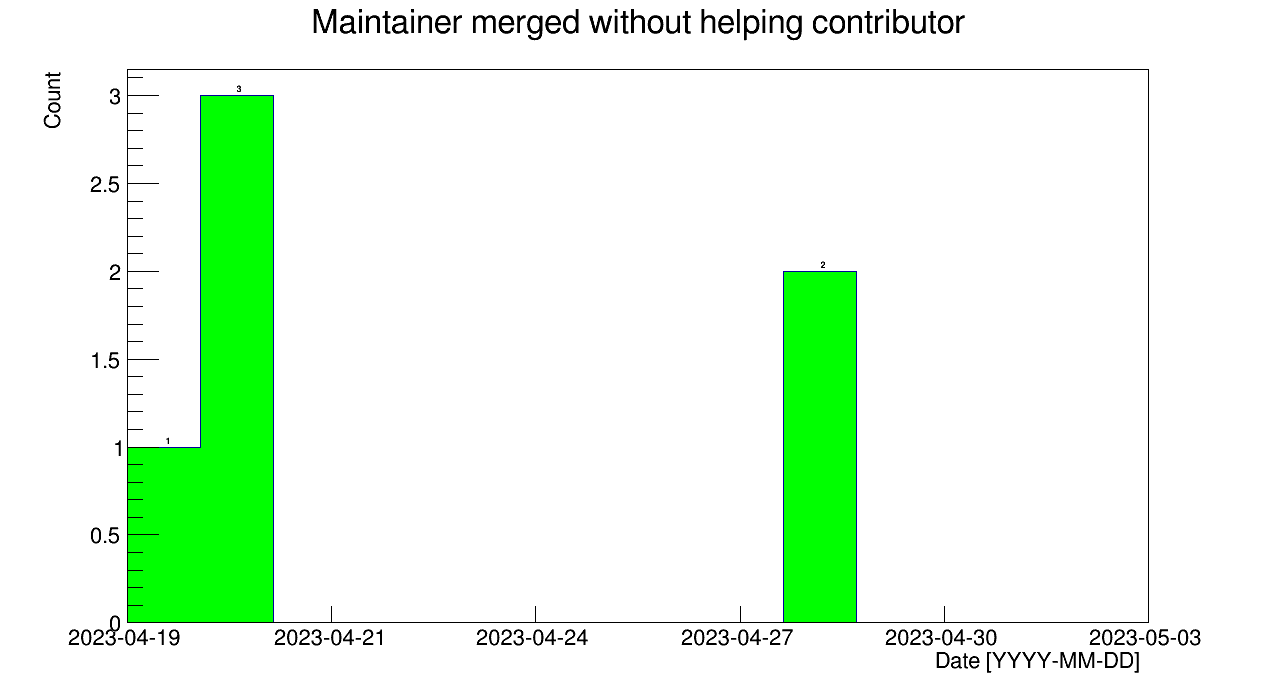 Maintainer merged without helping contributor
Count
3
2.5
2
1.5
1
0.5
0
3
1
2
2023-04-19 2023-04-21 2023-04-24 2023-04-27 2023-04-30 2023-05-03
Date [YYYY-MM-DD]